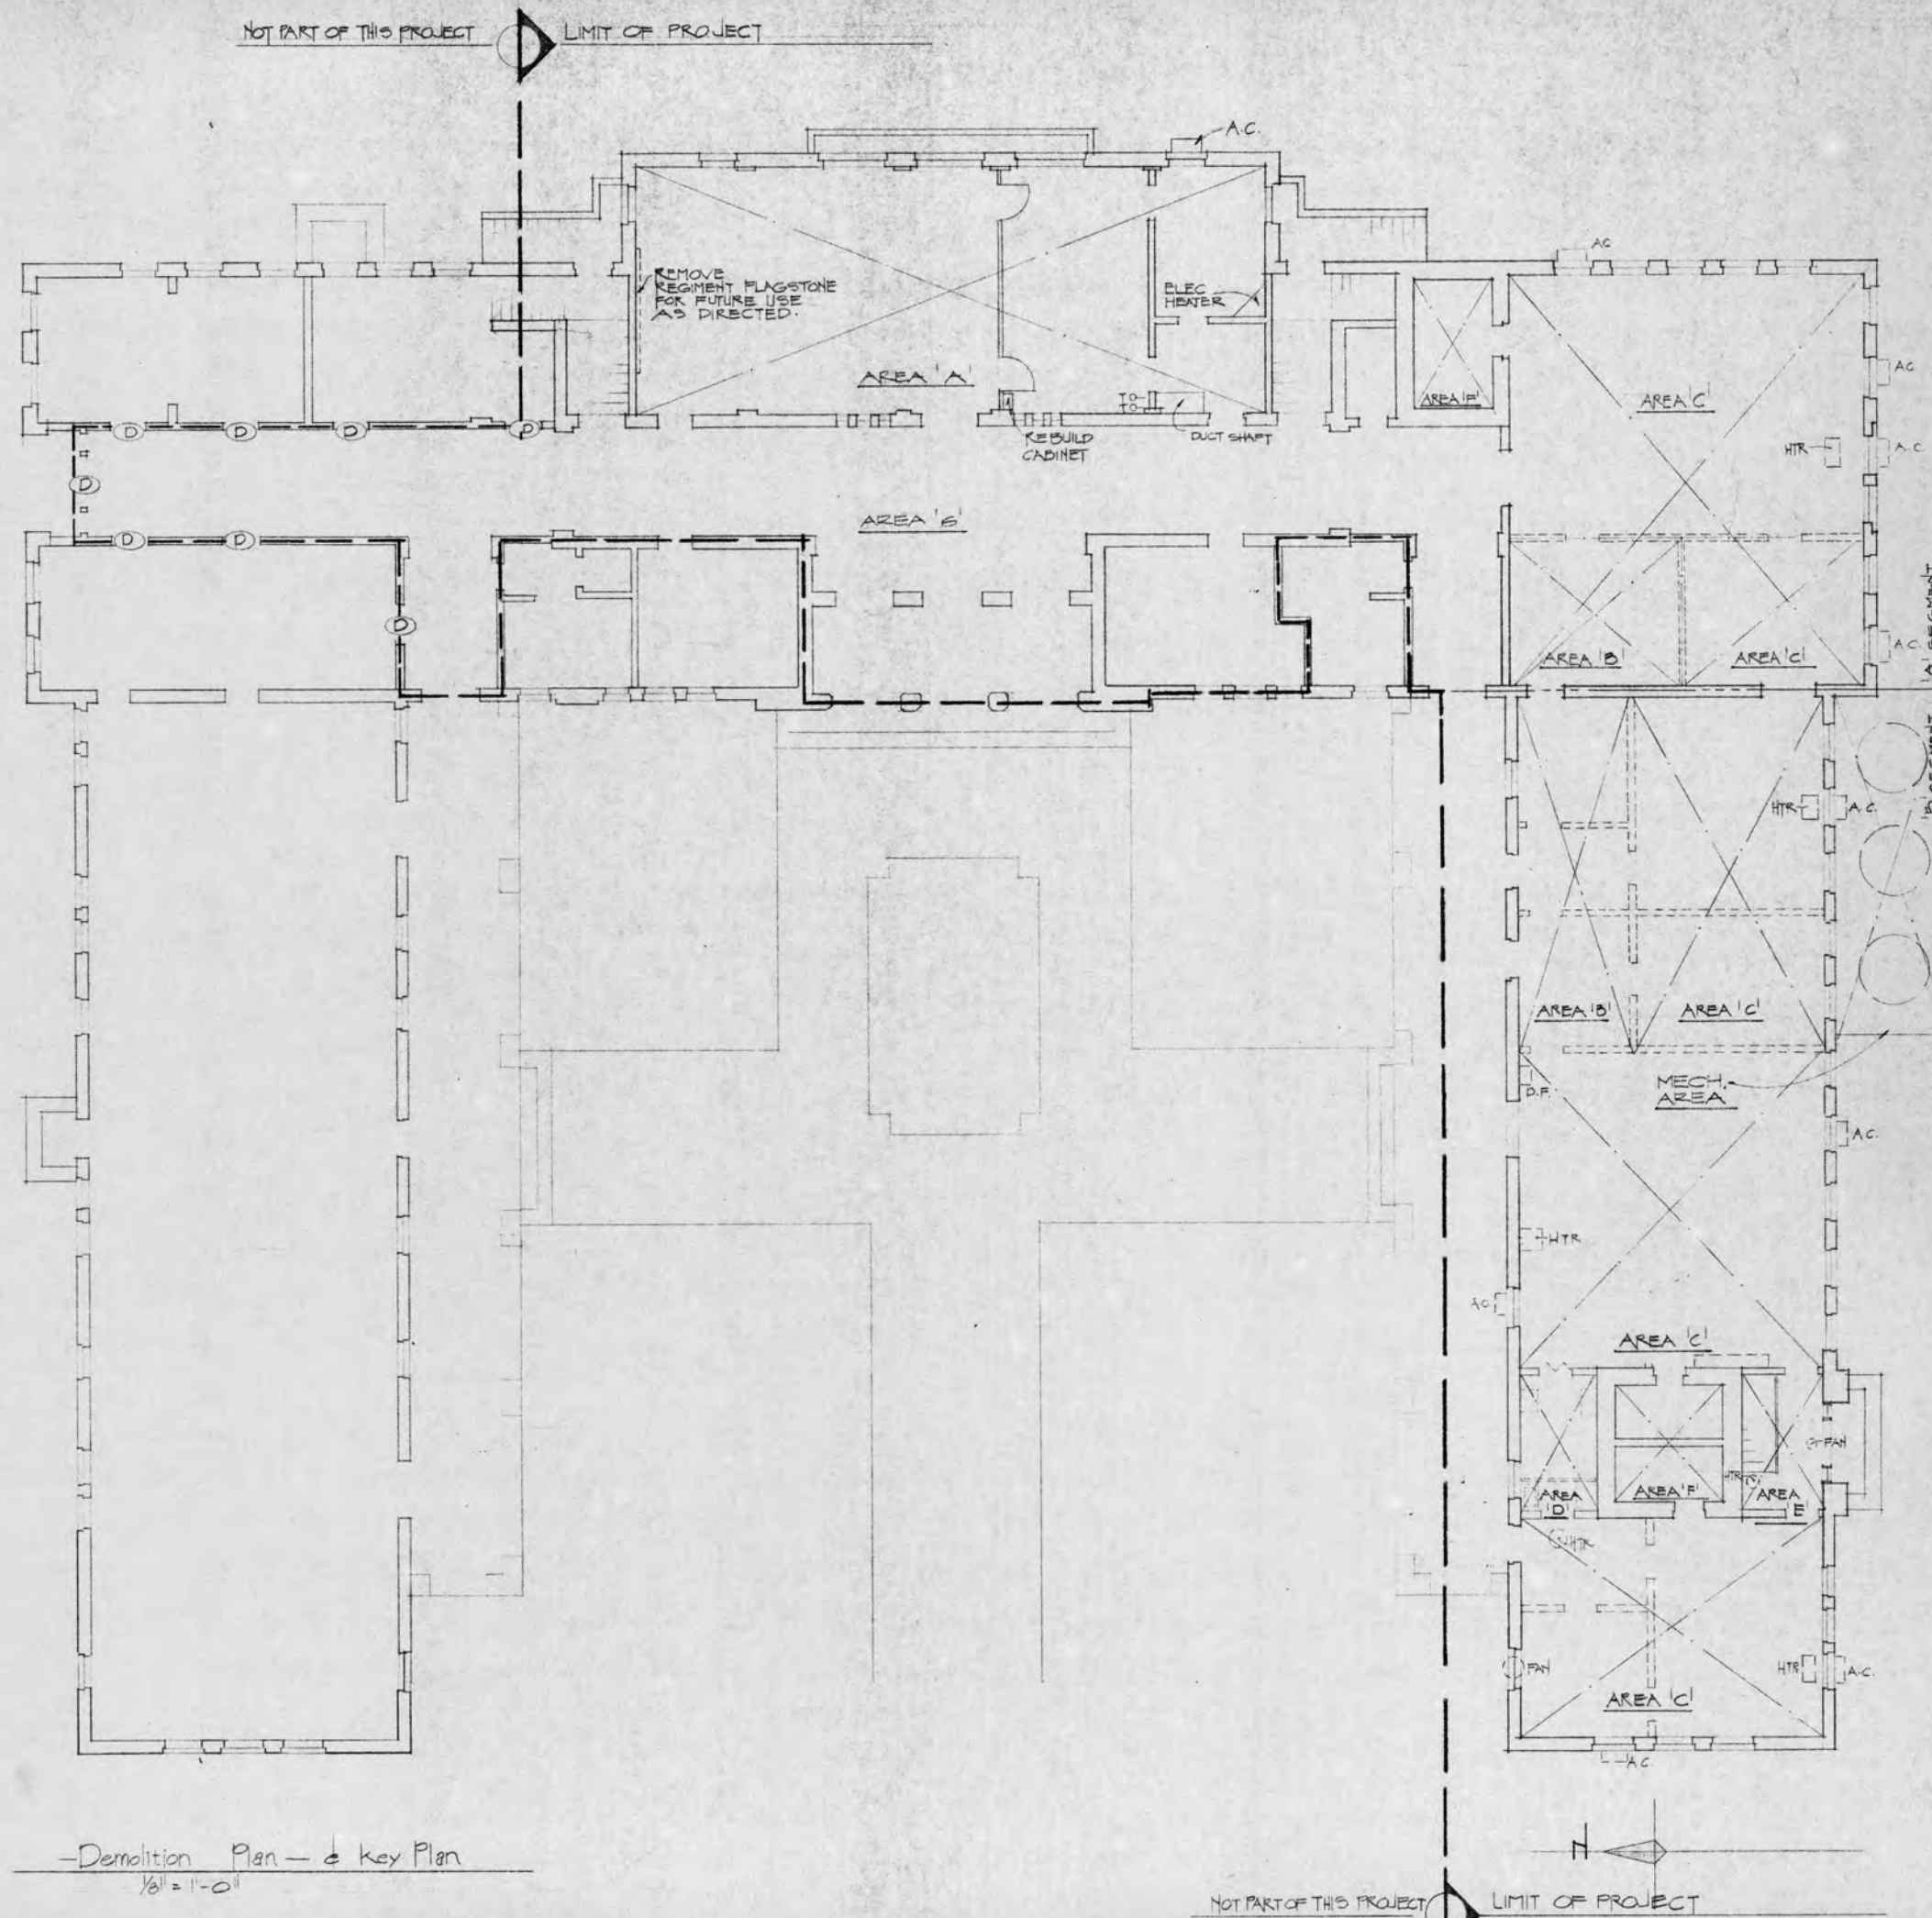 NOT PART OF THIS PROJECT
LIMIT OF PROJECT
A.C.
REMOVE
REGIMENT FLAGSTONE
FOR FUTURE USE
AS DIRECTED.
ELEC
HEATER
AC
AREA 'A'
AREA 'F'
AREA 'C'
AC
D
D
D
D
REBUILD
CABINET
DUCT SHAFT
HTR
A.C.
D
AREA 'G'
D
D
D
AREA 'B'
AREA 'C'
A.C.
HTR
A.C.
AREA 'B'
AREA 'C'
MECH.
AREA
D.F.
A.C.
HTR
AC
AREA 'C'
FAN
HTR
AREA
'D'
AREA 'F'
AREA
'E'
HTR
FAN
HTR
A.C.
AREA 'C'
A.C.
N
-Demolition Plan - & Key Plan
1/8" = 1'-0"
NOT PART OF THIS PROJECT
LIMIT OF PROJECT